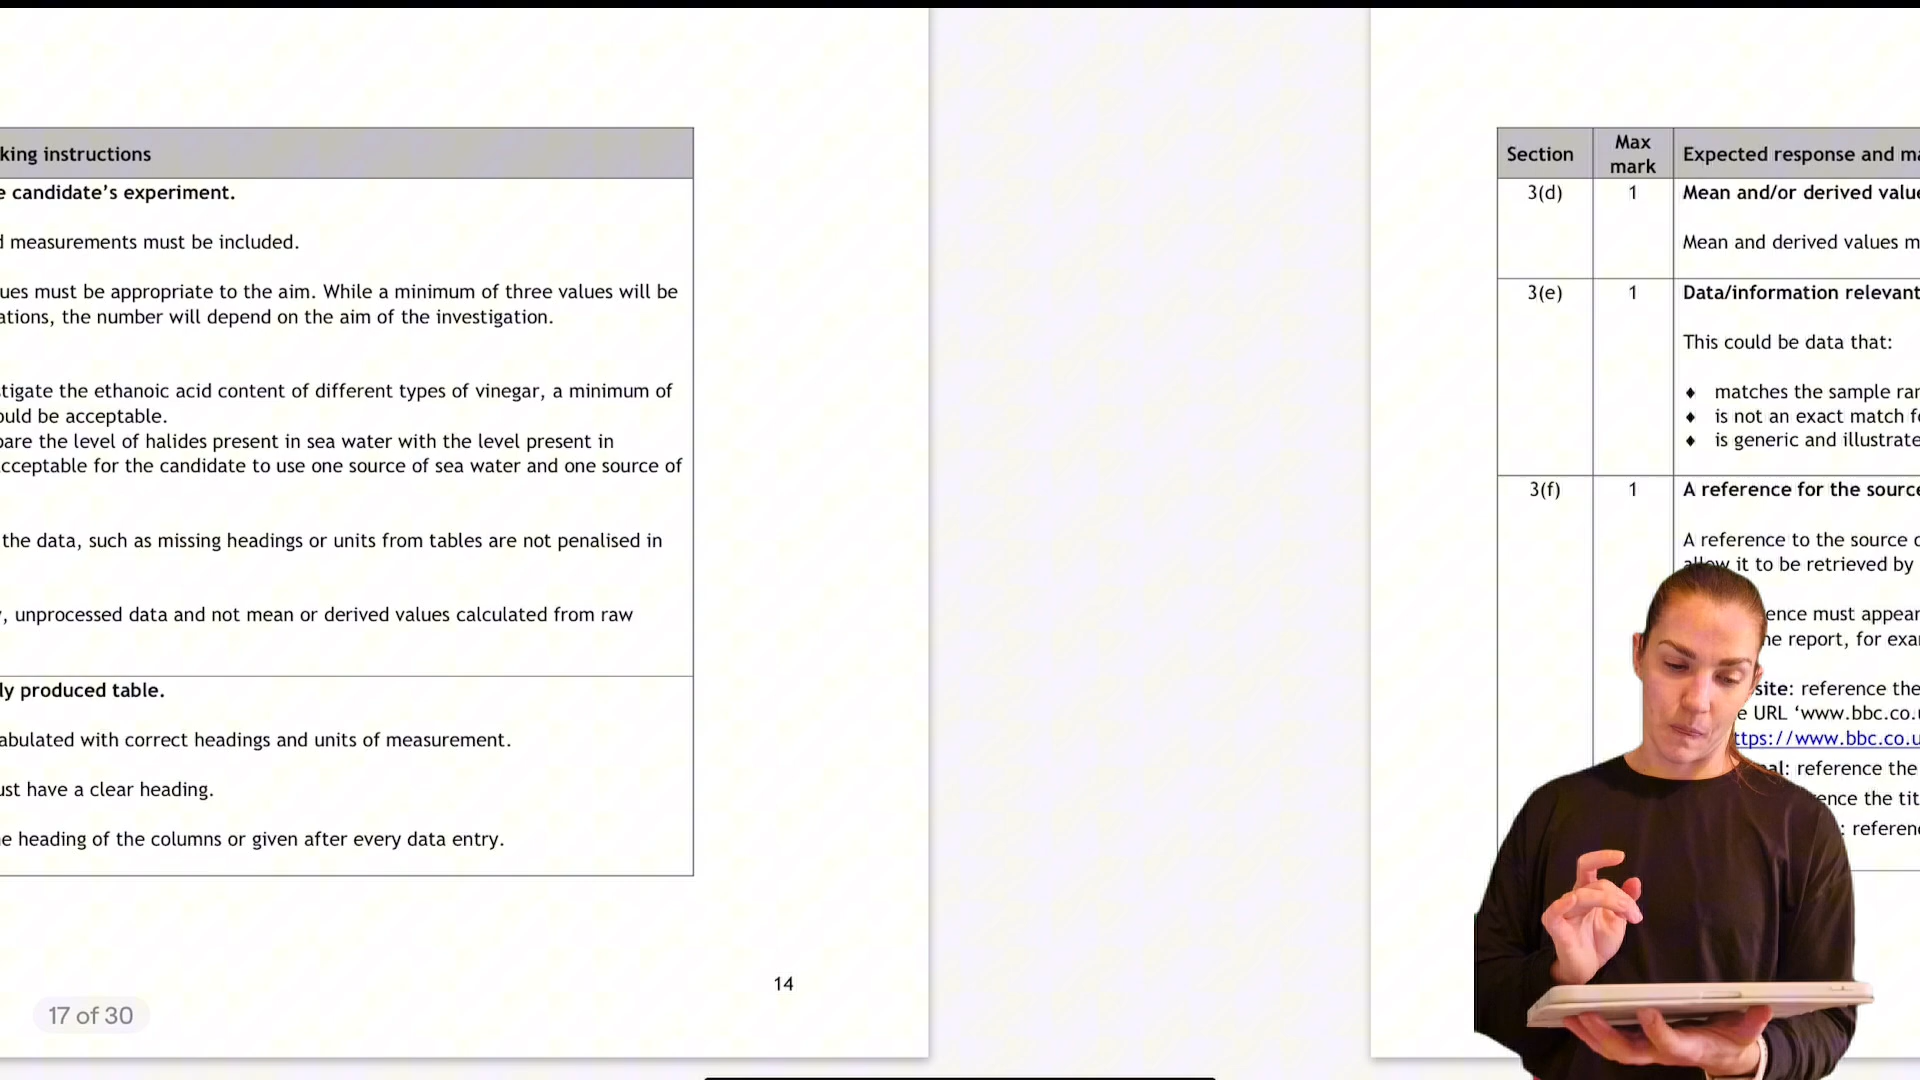 king instructions
e candidate’s experiment.
d measurements must be included.
ues must be appropriate to the aim. While a minimum of three values will be
ations, the number will depend on the aim of the investigation.
tigate the ethanoic acid content of different types of vinegar, a minimum of
ould be acceptable.
pare the level of halides present in sea water with the level present in
cceptable for the candidate to use one source of sea water and one source of
the data, such as missing headings or units from tables are not penalised in
, unprocessed data and not mean or derived values calculated from raw
ly produced table.
abulated with correct headings and units of measurement.
ust have a clear heading.
e heading of the columns or given after every data entry.
14
17 of 30
Section Max mark Expected response and ma
3(d) 1 Mean and/or derived value
Mean and derived values m
3(e) 1 Data/information relevant
This could be data that:
♦ matches the sample ran
♦ is not an exact match fo
♦ is generic and illustrate
3(f) 1 A reference for the source
A reference to the source o
allow it to be retrieved by
ence must appear
he report, for exa
site: reference the
e URL ‘www.bbc.co.u
ttps://www.bbc.co.u
al: reference the
ence the tit
: referenc